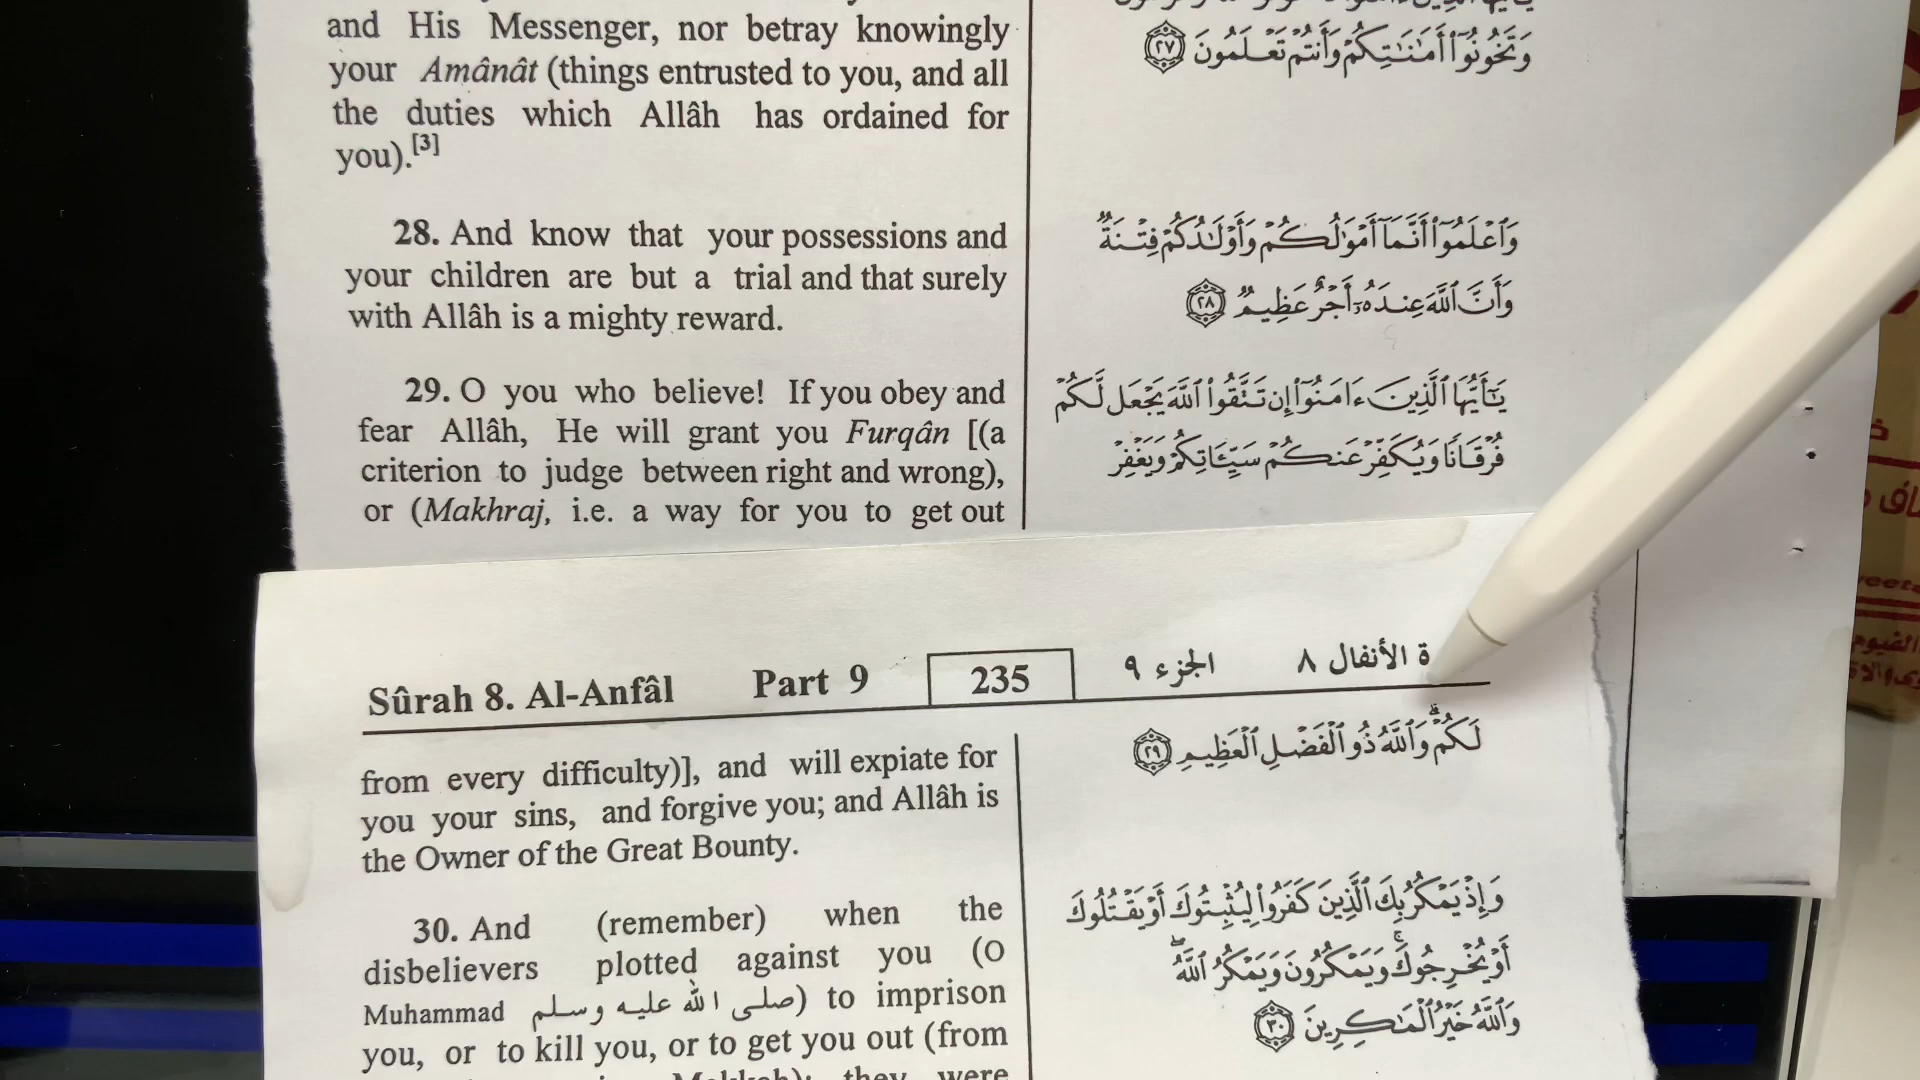 and His Messenger, nor betray knowingly
your Amânât (things entrusted to you, and all
the duties which Allâh has ordained for
you).[3]
28. And know that your possessions and
your children are but a trial and that surely
with Allâh is a mighty reward.
29. O you who believe! If you obey and
fear Allâh, He will grant you Furqân [(a
criterion to judge between right and wrong),
or (Makhraj, i.e. a way for you to get out
وَتَخُونُوٓا۟ أَمَـٰنَـٰتِكُمْ وَأَنتُمْ تَعْلَمُونَ ٢٧
وَٱعْلَمُوٓا۟ أَنَّمَآ أَمْوَٰلُكُمْ وَأَوْلَـٰدُكُمْ فِتْنَةٌ
وَأَنَّ ٱللَّهَ عِندَهُۥٓ أَجْرٌ عَظِيمٌ ٢٨
يَـٰٓأَيُّهَا ٱلَّذِينَ ءَامَنُوٓا۟ إِن تَتَّقُوا۟ ٱللَّهَ يَجْعَل لَّكُمْ
فُرْقَانًا وَيُكَفِّرْ عَنكُمْ سَيِّـَٔاتِكُمْ وَيَغْفِرْ
Sûrah 8. Al-Anfâl Part 9 235 الجزء ٩ ة الأنفال ٨
from every difficulty)], and will expiate for
you your sins, and forgive you; and Allâh is
the Owner of the Great Bounty.
30. And (remember) when the
disbelievers plotted against you (O
Muhammad صلى الله عليه وسلم) to imprison
you, or to kill you, or to get you out (from
they were
لَكُمْ ۗ وَٱللَّهُ ذُو ٱلْفَضْلِ ٱلْعَظِيمِ ٢٩
وَإِذْ يَمْكُرُ بِكَ ٱلَّذِينَ كَفَرُوا۟ لِيُثْبِتُوكَ أَوْ يَقْتُلُوكَ
أَوْ يُخْرِجُوكَ ۚ وَيَمْكُرُونَ وَيَمْكُرُ ٱللَّهُ ۖ
وَٱللَّهُ خَيْرُ ٱلْمَـٰكِرِينَ ٣٠